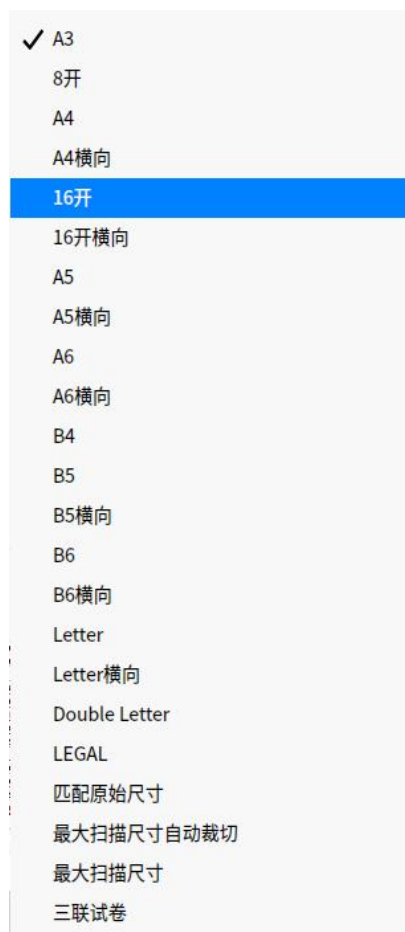 A3
8开
A4
A4横向
16开
16开横向
A5
A5横向
A6
A6横向
B4
B5
B5横向
B6
B6横向
Letter
Letter横向
Double Letter
LEGAL
匹配原始尺寸
最大扫描尺寸自动裁切
最大扫描尺寸
三联试卷